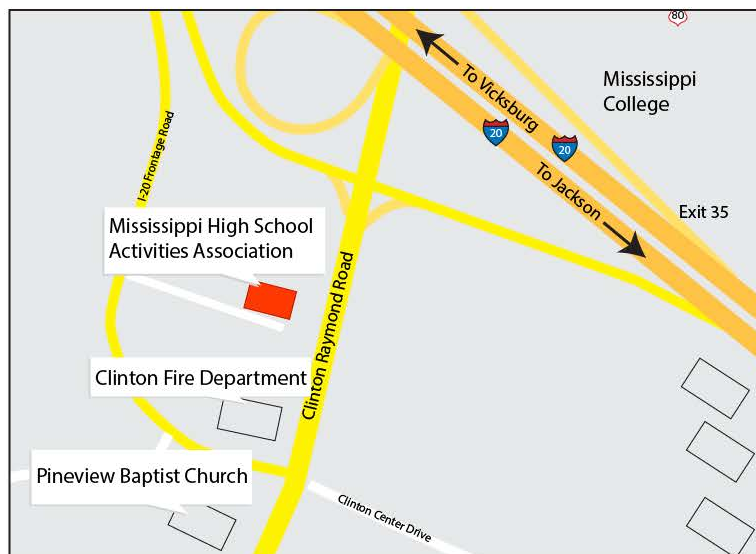 80
To Vicksburg
Mississippi
College
20
20
To Jackson
Exit 35
I-20 Frontage Road
Mississippi High School
Activities Association
Clinton Raymond Road
Clinton Fire Department
Pineview Baptist Church
Clinton Center Drive